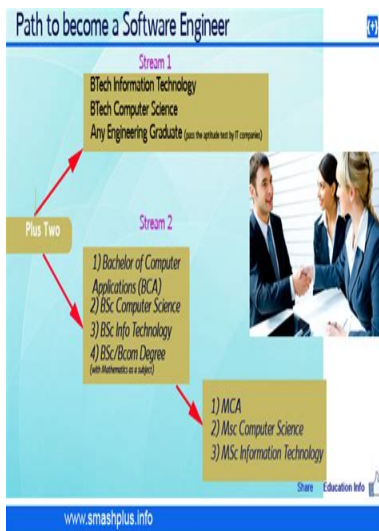 Path to become a Software Engineer
{+}
Stream 1
BTech Information Technology
BTech Computer Science
Any Engineering Graduate (pass the aptitude test by IT companies)
Plus Two
Stream 2
1) Bachelor of Computer
Applications (BCA)
2) BSc Computer Science
3) BSc Info Technology
4) BSc/Bcom Degree
(with Mathematics as a subject)
1) MCA
2) Msc Computer Science
3) MSc Information Technology
Share Education Info
www.smashplus.info